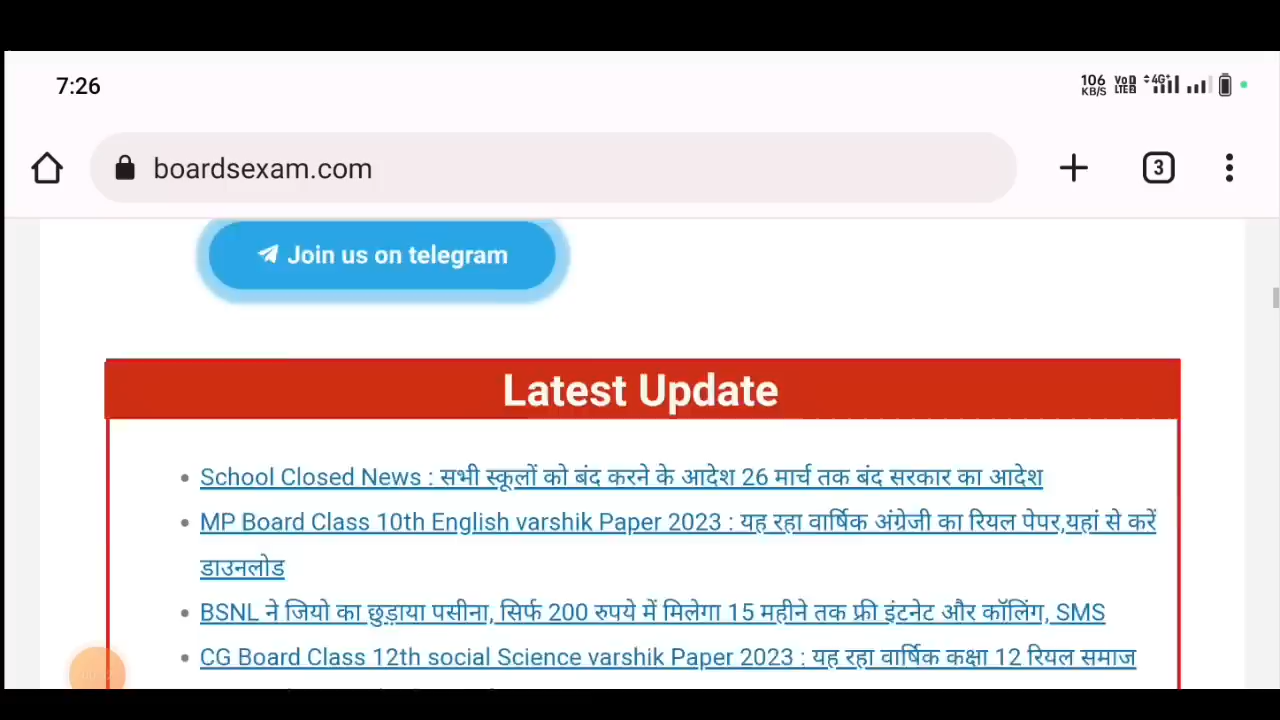 7:26
106 KB/S VoD LTE 4G+
boardsexam.com
3
Join us on telegram
Latest Update
School Closed News : सभी स्कूलों को बंद करने के आदेश 26 मार्च तक बंद सरकार का आदेश
MP Board Class 10th English varshik Paper 2023 : यह रहा वार्षिक अंग्रेजी का रियल पेपर,यहां से करें
डाउनलोड
BSNL ने जियो का छुड़ाया पसीना, सिर्फ 200 रुपये में मिलेगा 15 महीने तक फ्री इंटनेट और कॉलिंग, SMS
CG Board Class 12th social Science varshik Paper 2023 : यह रहा वार्षिक कक्षा 12 रियल समाज